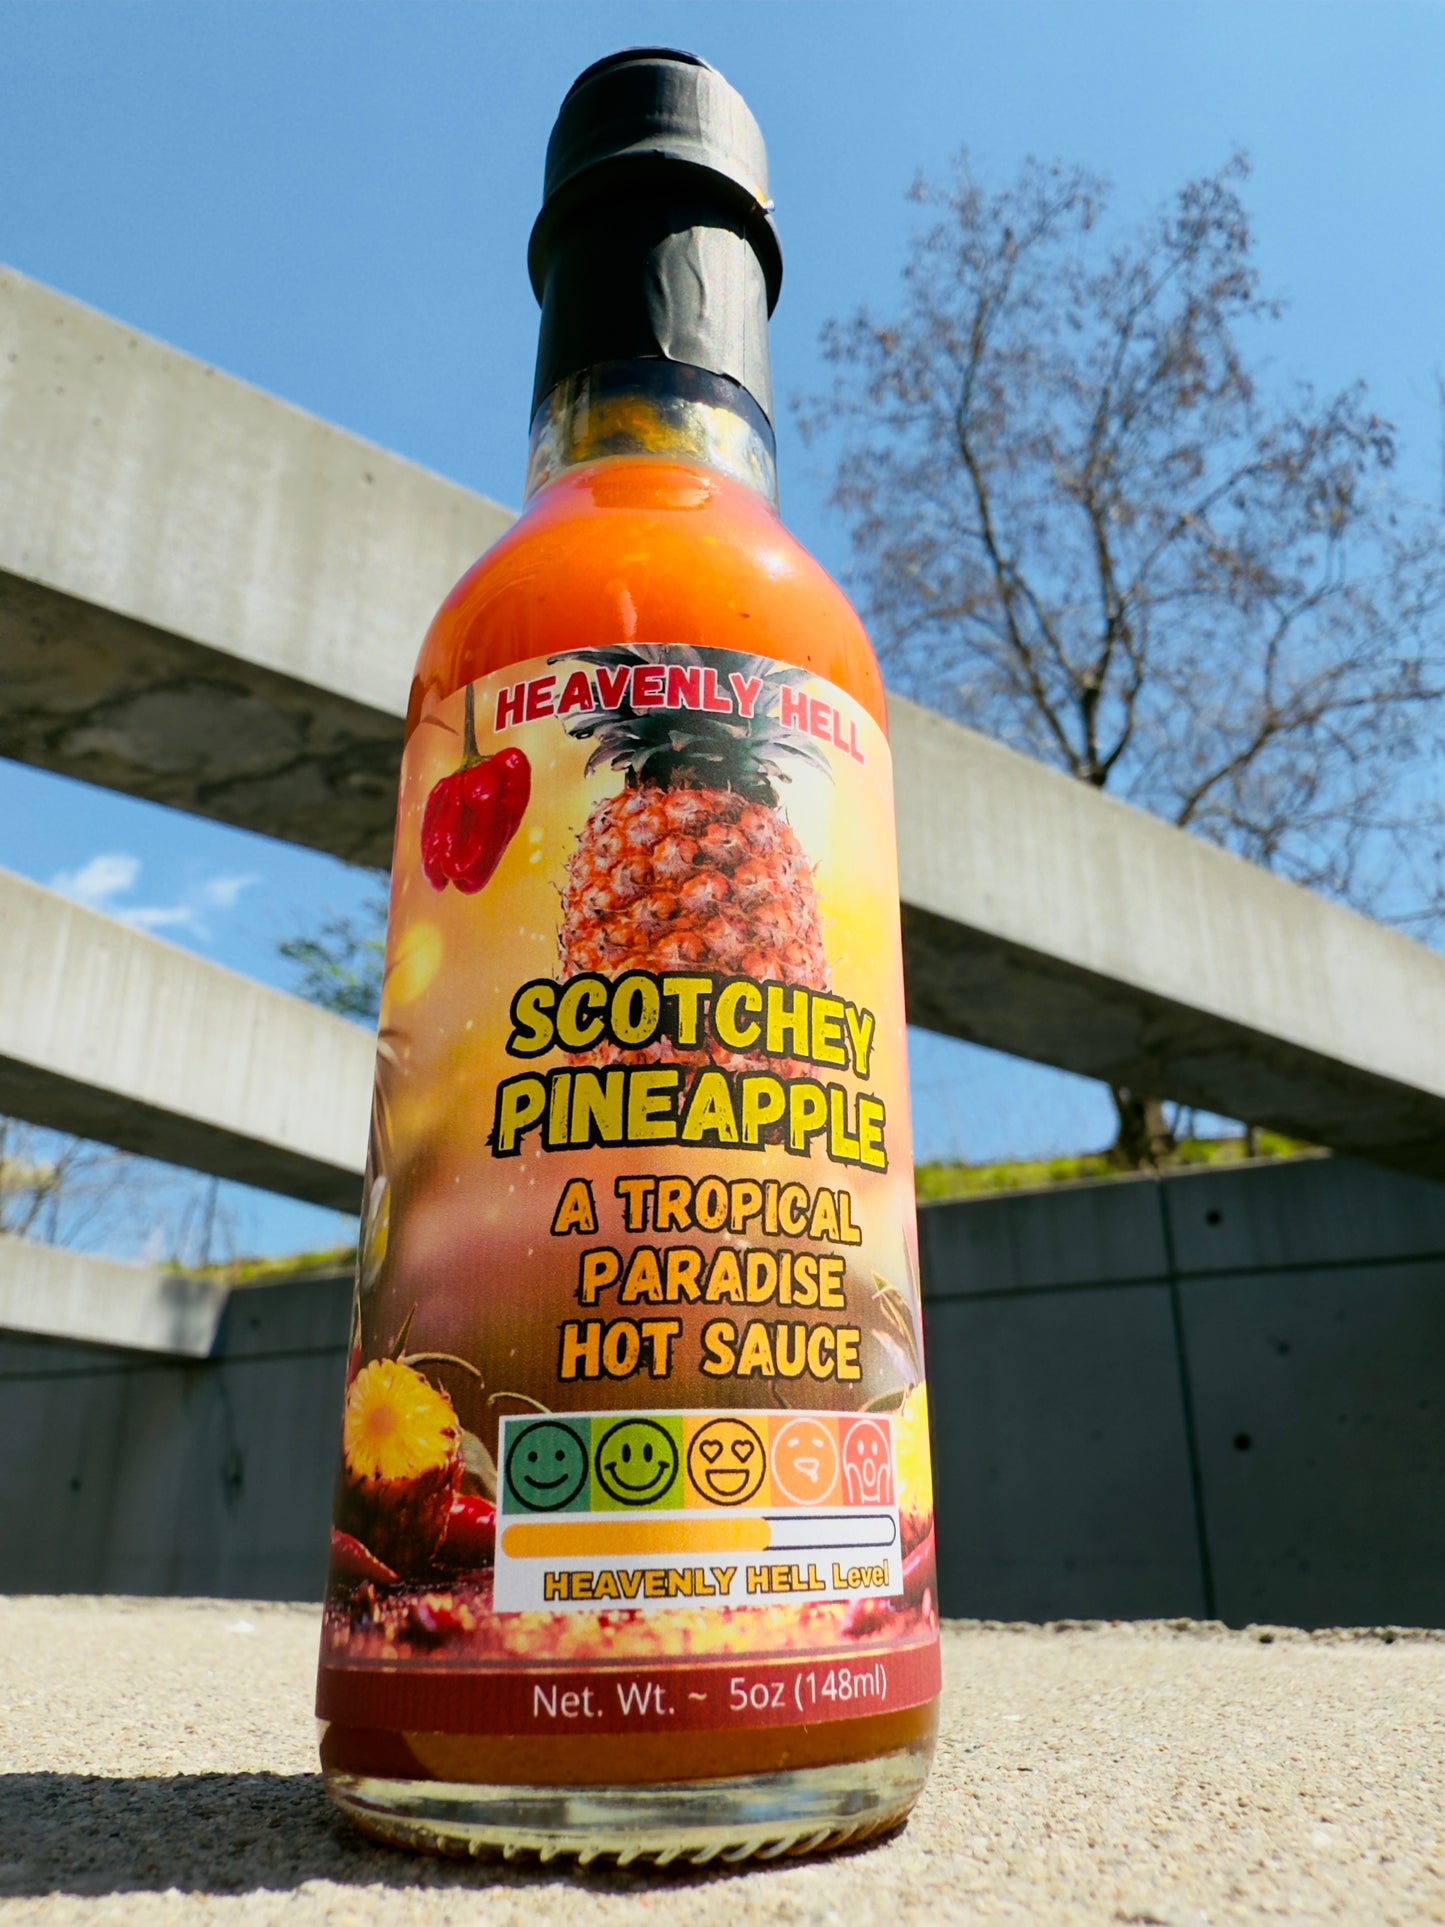 HEAVENLY HELL
SCOTCHEY
PINEAPPLE
A TROPICAL
PARADISE
HOT SAUCE
HEAVENLY HELL Level
Net. Wt. ~ 5oz (148ml)